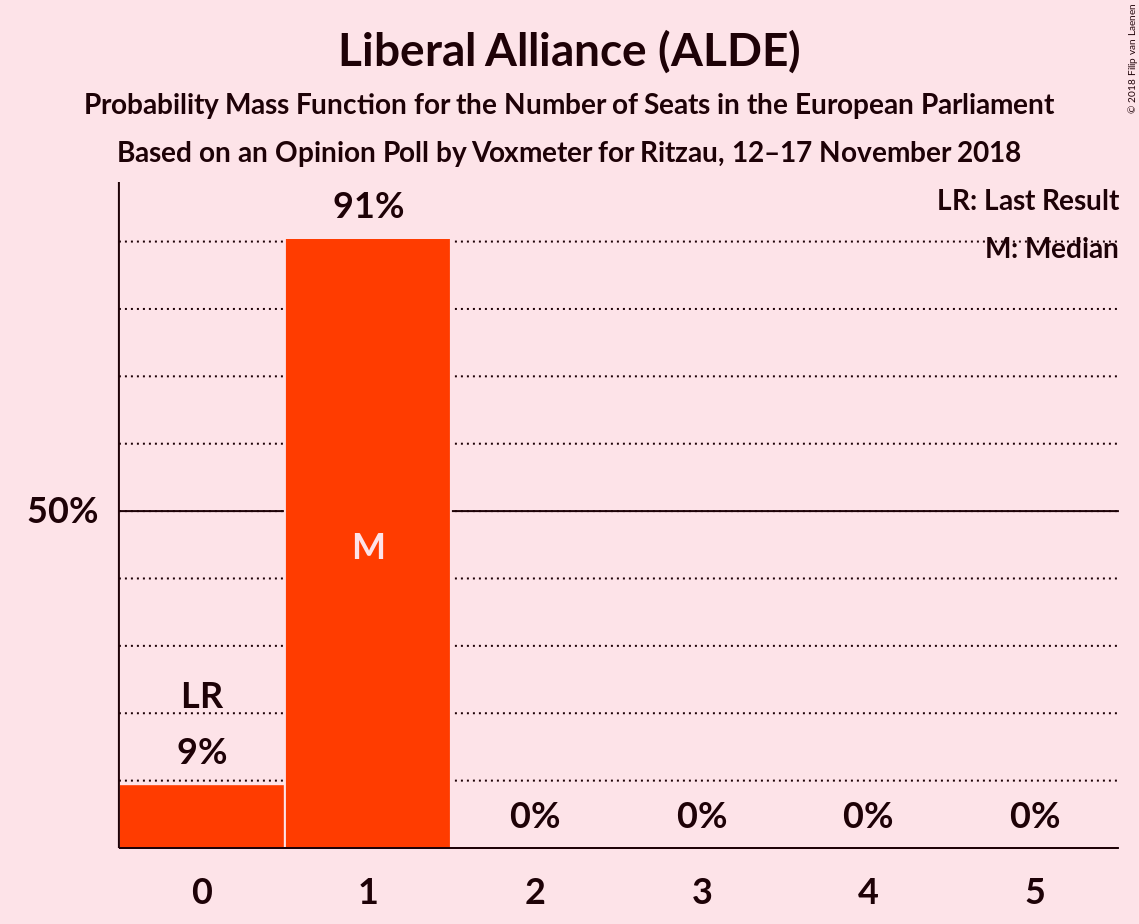 Liberal Alliance (ALDE)
Probability Mass Function for the Number of Seats in the European Parliament
Based on an Opinion Poll by Voxmeter for Ritzau, 12–17 November 2018
© 2018 Filip van Laenen
LR: Last Result
M: Median
91%
50%
M
LR
9%
0%
0%
0%
0%
0
1
2
3
4
5